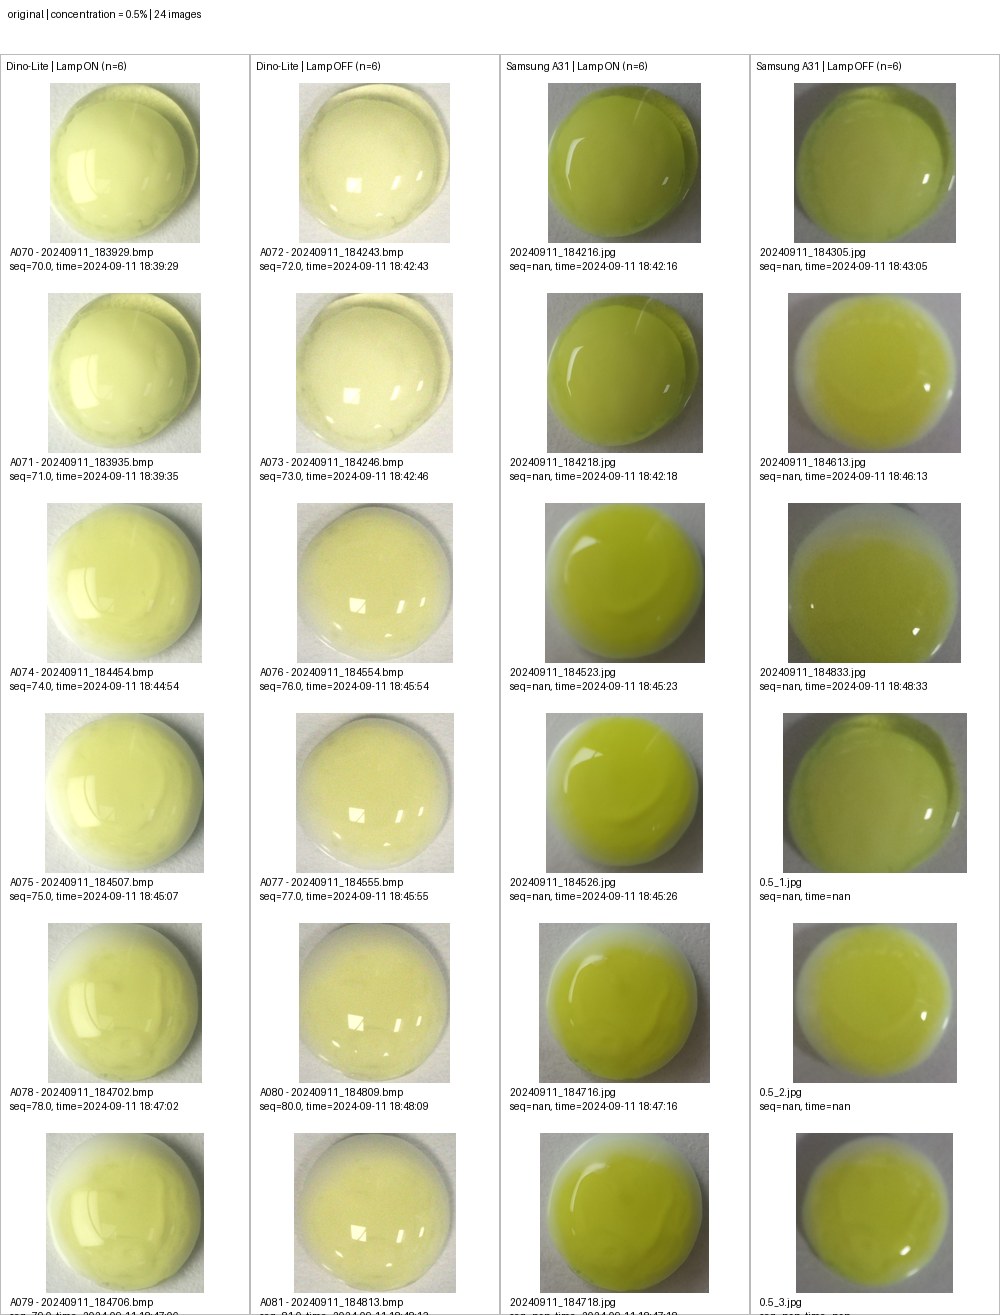 original | concentration = 0.5% | 24 images
Dino-Lite | Lamp ON (n=6)
Dino-Lite | Lamp OFF (n=6)
Samsung A31 | Lamp ON (n=6)
Samsung A31 | Lamp OFF (n=6)
A070 - 20240911_183929.bmp
seq=70.0, time=2024-09-11 18:39:29
A072 - 20240911_184243.bmp
seq=72.0, time=2024-09-11 18:42:43
20240911_184216.jpg
seq=nan, time=2024-09-11 18:42:16
20240911_184305.jpg
seq=nan, time=2024-09-11 18:43:05
A071 - 20240911_183935.bmp
seq=71.0, time=2024-09-11 18:39:35
A073 - 20240911_184246.bmp
seq=73.0, time=2024-09-11 18:42:46
20240911_184218.jpg
seq=nan, time=2024-09-11 18:42:18
20240911_184613.jpg
seq=nan, time=2024-09-11 18:46:13
A074 - 20240911_184454.bmp
seq=74.0, time=2024-09-11 18:44:54
A076 - 20240911_184554.bmp
seq=76.0, time=2024-09-11 18:45:54
20240911_184523.jpg
seq=nan, time=2024-09-11 18:45:23
20240911_184833.jpg
seq=nan, time=2024-09-11 18:48:33
A075 - 20240911_184507.bmp
seq=75.0, time=2024-09-11 18:45:07
A077 - 20240911_184555.bmp
seq=77.0, time=2024-09-11 18:45:55
20240911_184526.jpg
seq=nan, time=2024-09-11 18:45:26
0.5_1.jpg
seq=nan, time=nan
A078 - 20240911_184702.bmp
seq=78.0, time=2024-09-11 18:47:02
A080 - 20240911_184809.bmp
seq=80.0, time=2024-09-11 18:48:09
20240911_184716.jpg
seq=nan, time=2024-09-11 18:47:16
0.5_2.jpg
seq=nan, time=nan
A079 - 20240911_184706.bmp
A081 - 20240911_184813.bmp
20240911_184718.jpg
0.5_3.jpg